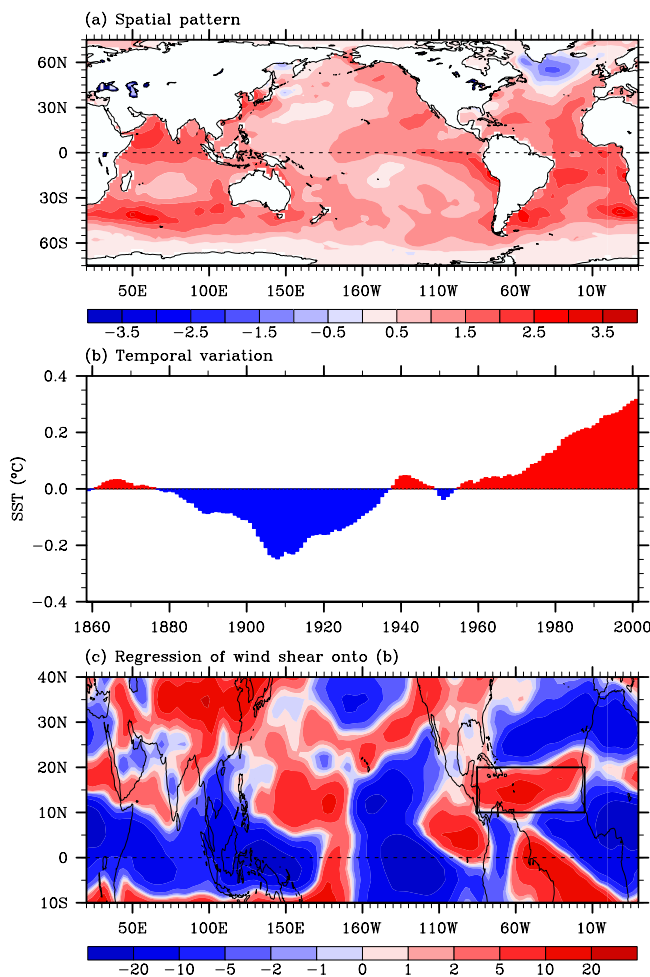 (a) Spatial pattern
60N
30N
0
30S
60S
50E 100E 150E 160W 110W 60W 10W
−3.5 −2.5 −1.5 −0.5 0.5 1.5 2.5 3.5
(b) Temporal variation
0.4
0.2
0.0
−0.2
−0.4
SST (°C)
1860 1880 1900 1920 1940 1960 1980 2000
(c) Regression of wind shear onto (b)
40N
30N
20N
10N
0
10S
50E 100E 150E 160W 110W 60W 10W
−20 −10 −5 −2 −1 0 1 2 5 10 20